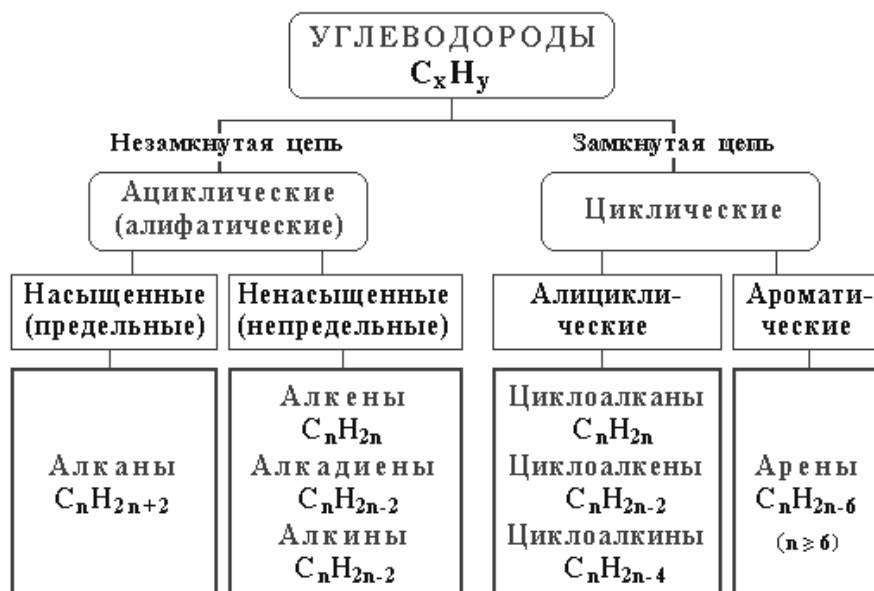 УГЛЕВОДОРОДЫ
CₓHᵧ
Незамкнутая цепь
Замкнутая цепь
Ациклические
(алифатические)
Циклические
Насыщенные
(предельные)
Ненасыщенные
(непредельные)
Алицикли-
ческие
Аромати-
ческие
Алканы
CₙH₂ₙ₊₂
Алкены
CₙH₂ₙ
Алкадиены
CₙH₂ₙ₋₂
Алкины
CₙH₂ₙ₋₂
Циклоалканы
CₙH₂ₙ
Циклоалкены
CₙH₂ₙ₋₂
Циклоалкины
CₙH₂ₙ₋₄
Арены
CₙH₂ₙ₋₆
(n ⩾ 6)